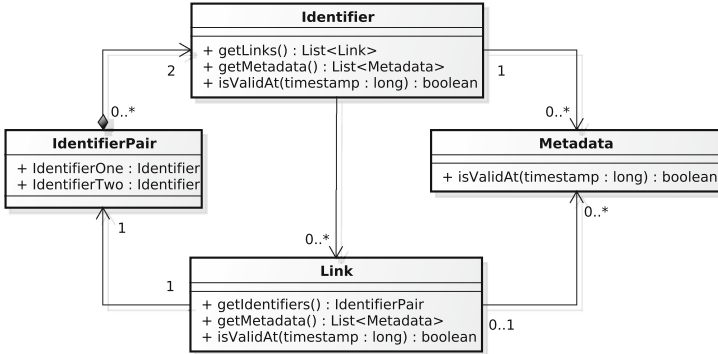 Identifier
+ getLinks() : List<Link>
+ getMetadata() : List<Metadata>
+ isValidAt(timestamp : long) : boolean
2
1
0..*
0..*
IdentifierPair
+ IdentifierOne : Identifier
+ IdentifierTwo : Identifier
Metadata
+ isValidAt(timestamp : long) : boolean
1
0..*
0..*
1
Link
+ getIdentifiers() : IdentifierPair
+ getMetadata() : List<Metadata>
+ isValidAt(timestamp : long) : boolean
0..1